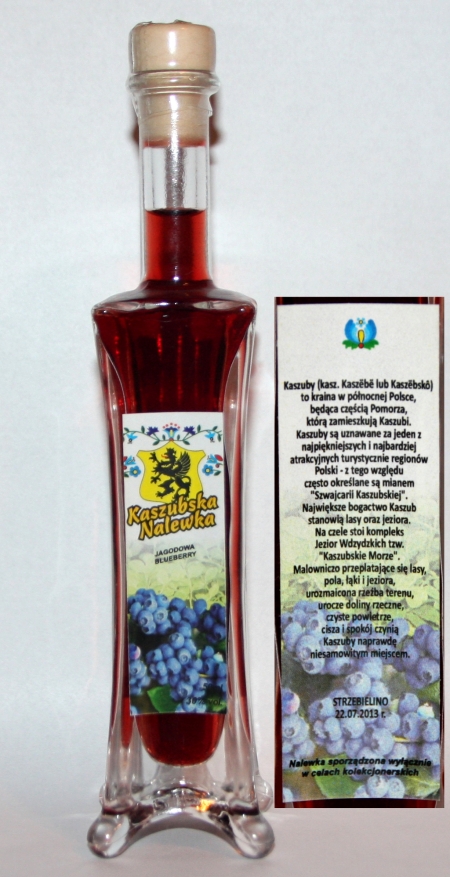 Kaszubska
Nalewka
JAGODOWA
BLUEBERRY
Kaszuby (kasz. Kaszëbë lub Kaszëbskô)
to kraina w północnej Polsce,
będąca częścią Pomorza,
którą zamieszkują Kaszubi.
Kaszuby są uznawane za jeden z
najpiękniejszych i najbardziej
atrakcyjnych turystycznie regionów
Polski - z tego względu
często określane są mianem
"Szwajcarii Kaszubskiej".
Największe bogactwo Kaszub
stanowią lasy oraz jeziora.
Na czele stoi kompleks
Jezior Wdzydzkich tzw.
"Kaszubskie Morze".
Malowniczo przeplatające się lasy,
pola, łąki i jeziora,
urozmaicona rzeźba terenu,
urocze doliny rzeczne,
czyste powietrze,
cisza i spokój czynią
Kaszuby naprawdę
niesamowitym miejscem.
STRZEBIELINO
22.07.2013 r.
Nalewka sporządzona wyłącznie
w celach kolekcjonerskich